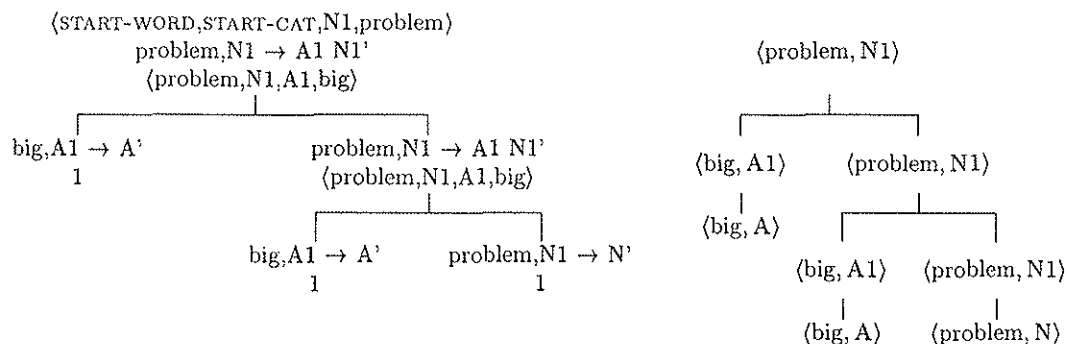 ⟨START-WORD,START-CAT,N1,problem⟩
problem,N1 → A1 N1'
⟨problem,N1,A1,big⟩
big,A1 → A'
1
problem,N1 → A1 N1'
⟨problem,N1,A1,big⟩
big,A1 → A'
1
problem,N1 → N'
1
⟨problem, N1⟩
⟨big, A1⟩
⟨problem, N1⟩
⟨big, A⟩
⟨big, A1⟩
⟨problem, N1⟩
⟨big, A⟩
⟨problem, N⟩